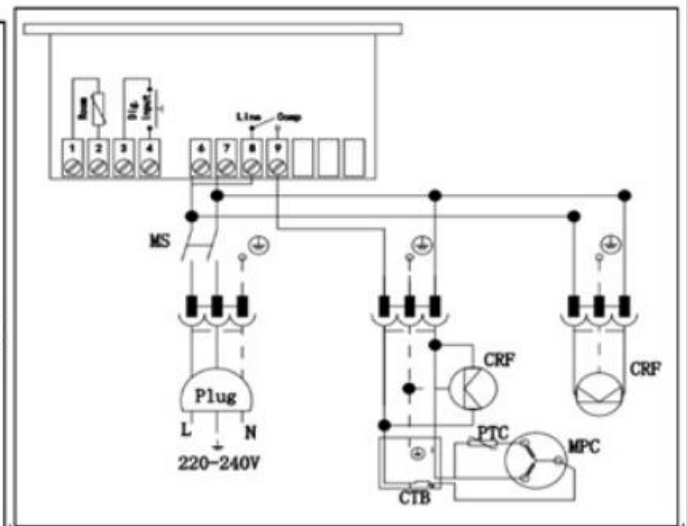 Room
Dig. Input
Line Comp
1 2 3 4 6 7 8 9
MS
CRF
CRF
Plug
L N
220-240V
PTC
MPC
CTB